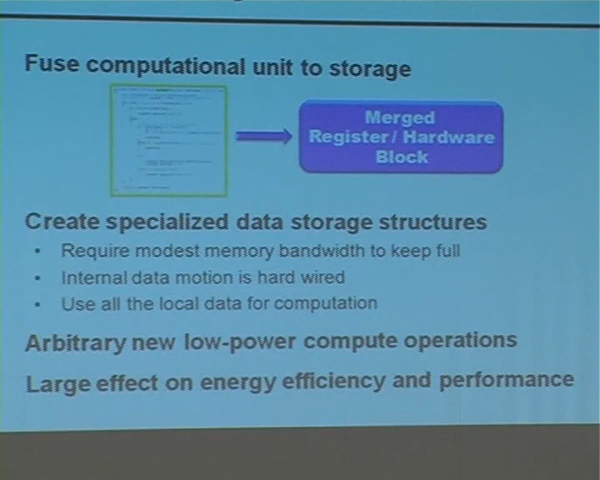 Fuse computational unit to storage
Merged
Register / Hardware
Block
Create specialized data storage structures
• Require modest memory bandwidth to keep full
• Internal data motion is hard wired
• Use all the local data for computation
Arbitrary new low-power compute operations
Large effect on energy efficiency and performance